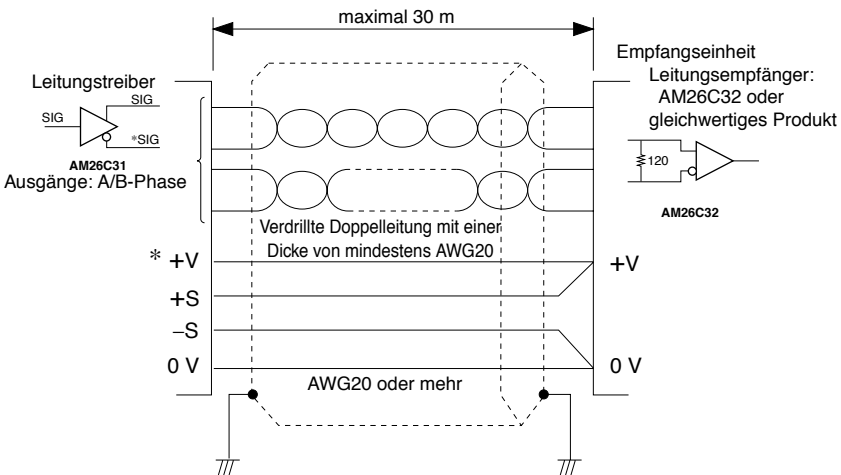 maximal 30 m
Leitungstreiber
SIG
SIG
*SIG
AM26C31
Ausgänge: A/B-Phase
Empfangseinheit
Leitungsempfänger:
AM26C32 oder
gleichwertiges Produkt
120
AM26C32
Verdrillte Doppelleitung mit einer
Dicke von mindestens AWG20
* +V
+S
–S
0 V
+V
0 V
AWG20 oder mehr